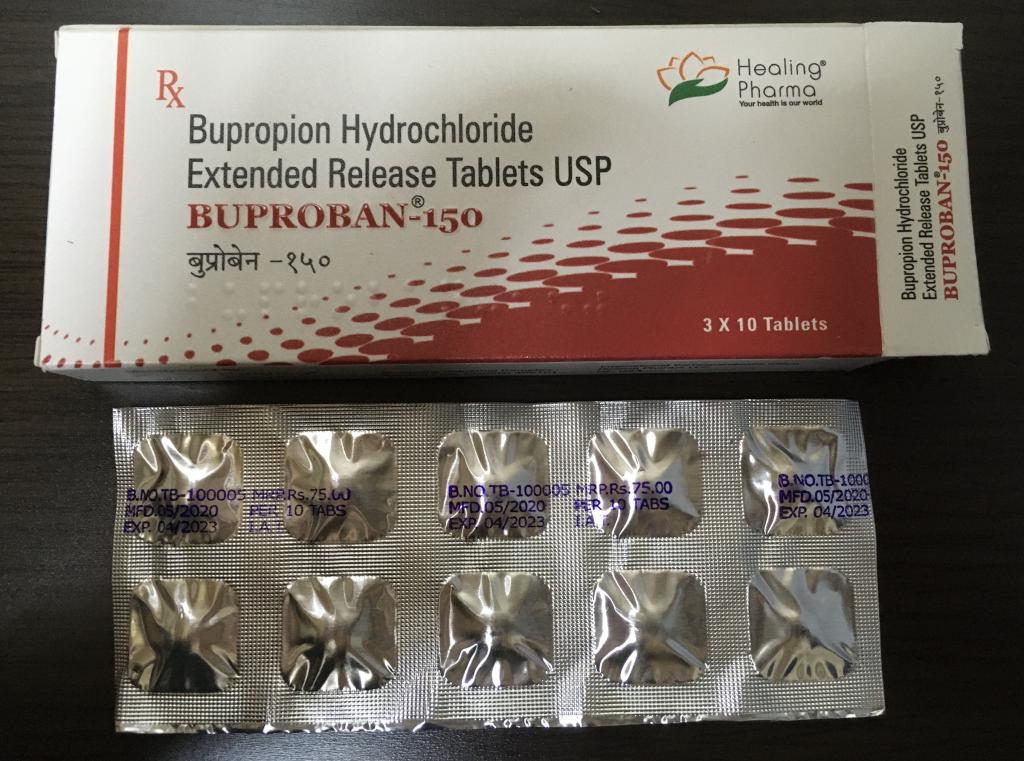 Rx
Bupropion Hydrochloride
Extended Release Tablets USP
BUPROBAN®-150
बुप्रोबेन -१५०
Healing®
Pharma
Your health is our world
3 X 10 Tablets
Bupropion Hydrochloride
Extended Release Tablets USP
BUPROBAN®-150 बुप्रोबेन-१५०
B.NO.TB-100005 MRP.Rs.75.00
MFD.05/2020 PER 10 TABS
EXP. 04/2023 I.A.T.
B.NO.TB-100005 MRP.Rs.75.00
MFD.05/2020 PER 10 TABS
EXP. 04/2023 I.A.T.
B.NO.TB-1000
MFD.05/2020
EXP. 04/2023